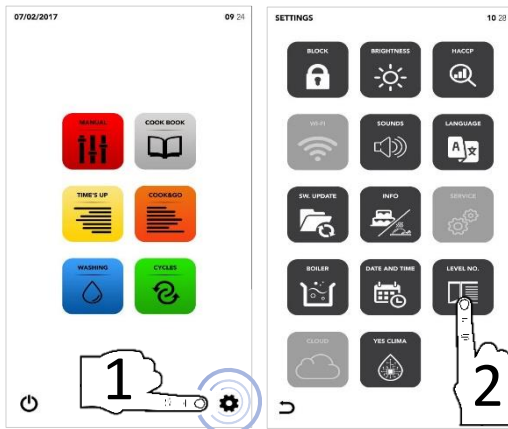 07/02/2017 09 24
MANUAL COOK BOOK
TIME'S UP COOK&GO
WASHING CYCLES
1
SETTINGS 10 28
BLOCK BRIGHTNESS HACCP
WI-FI SOUNDS LANGUAGE
A 文
SW. UPDATE INFO SERVICE
BOILER DATE AND TIME LEVEL NO.
CLOUD YES CLIMA
2